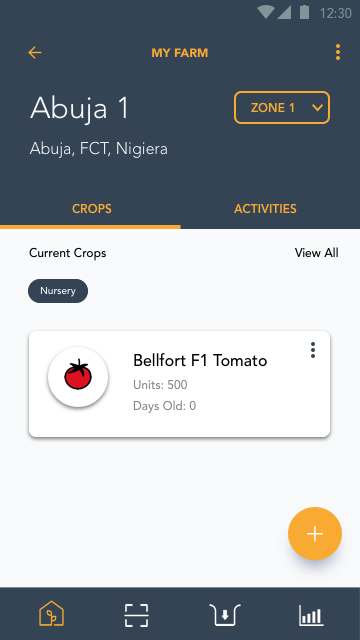 12:30
MY FARM
Abuja 1
ZONE 1
Abuja, FCT, Nigiera
CROPS
ACTIVITIES
Current Crops
View All
Nursery
Bellfort F1 Tomato
Units: 500
Days Old: 0